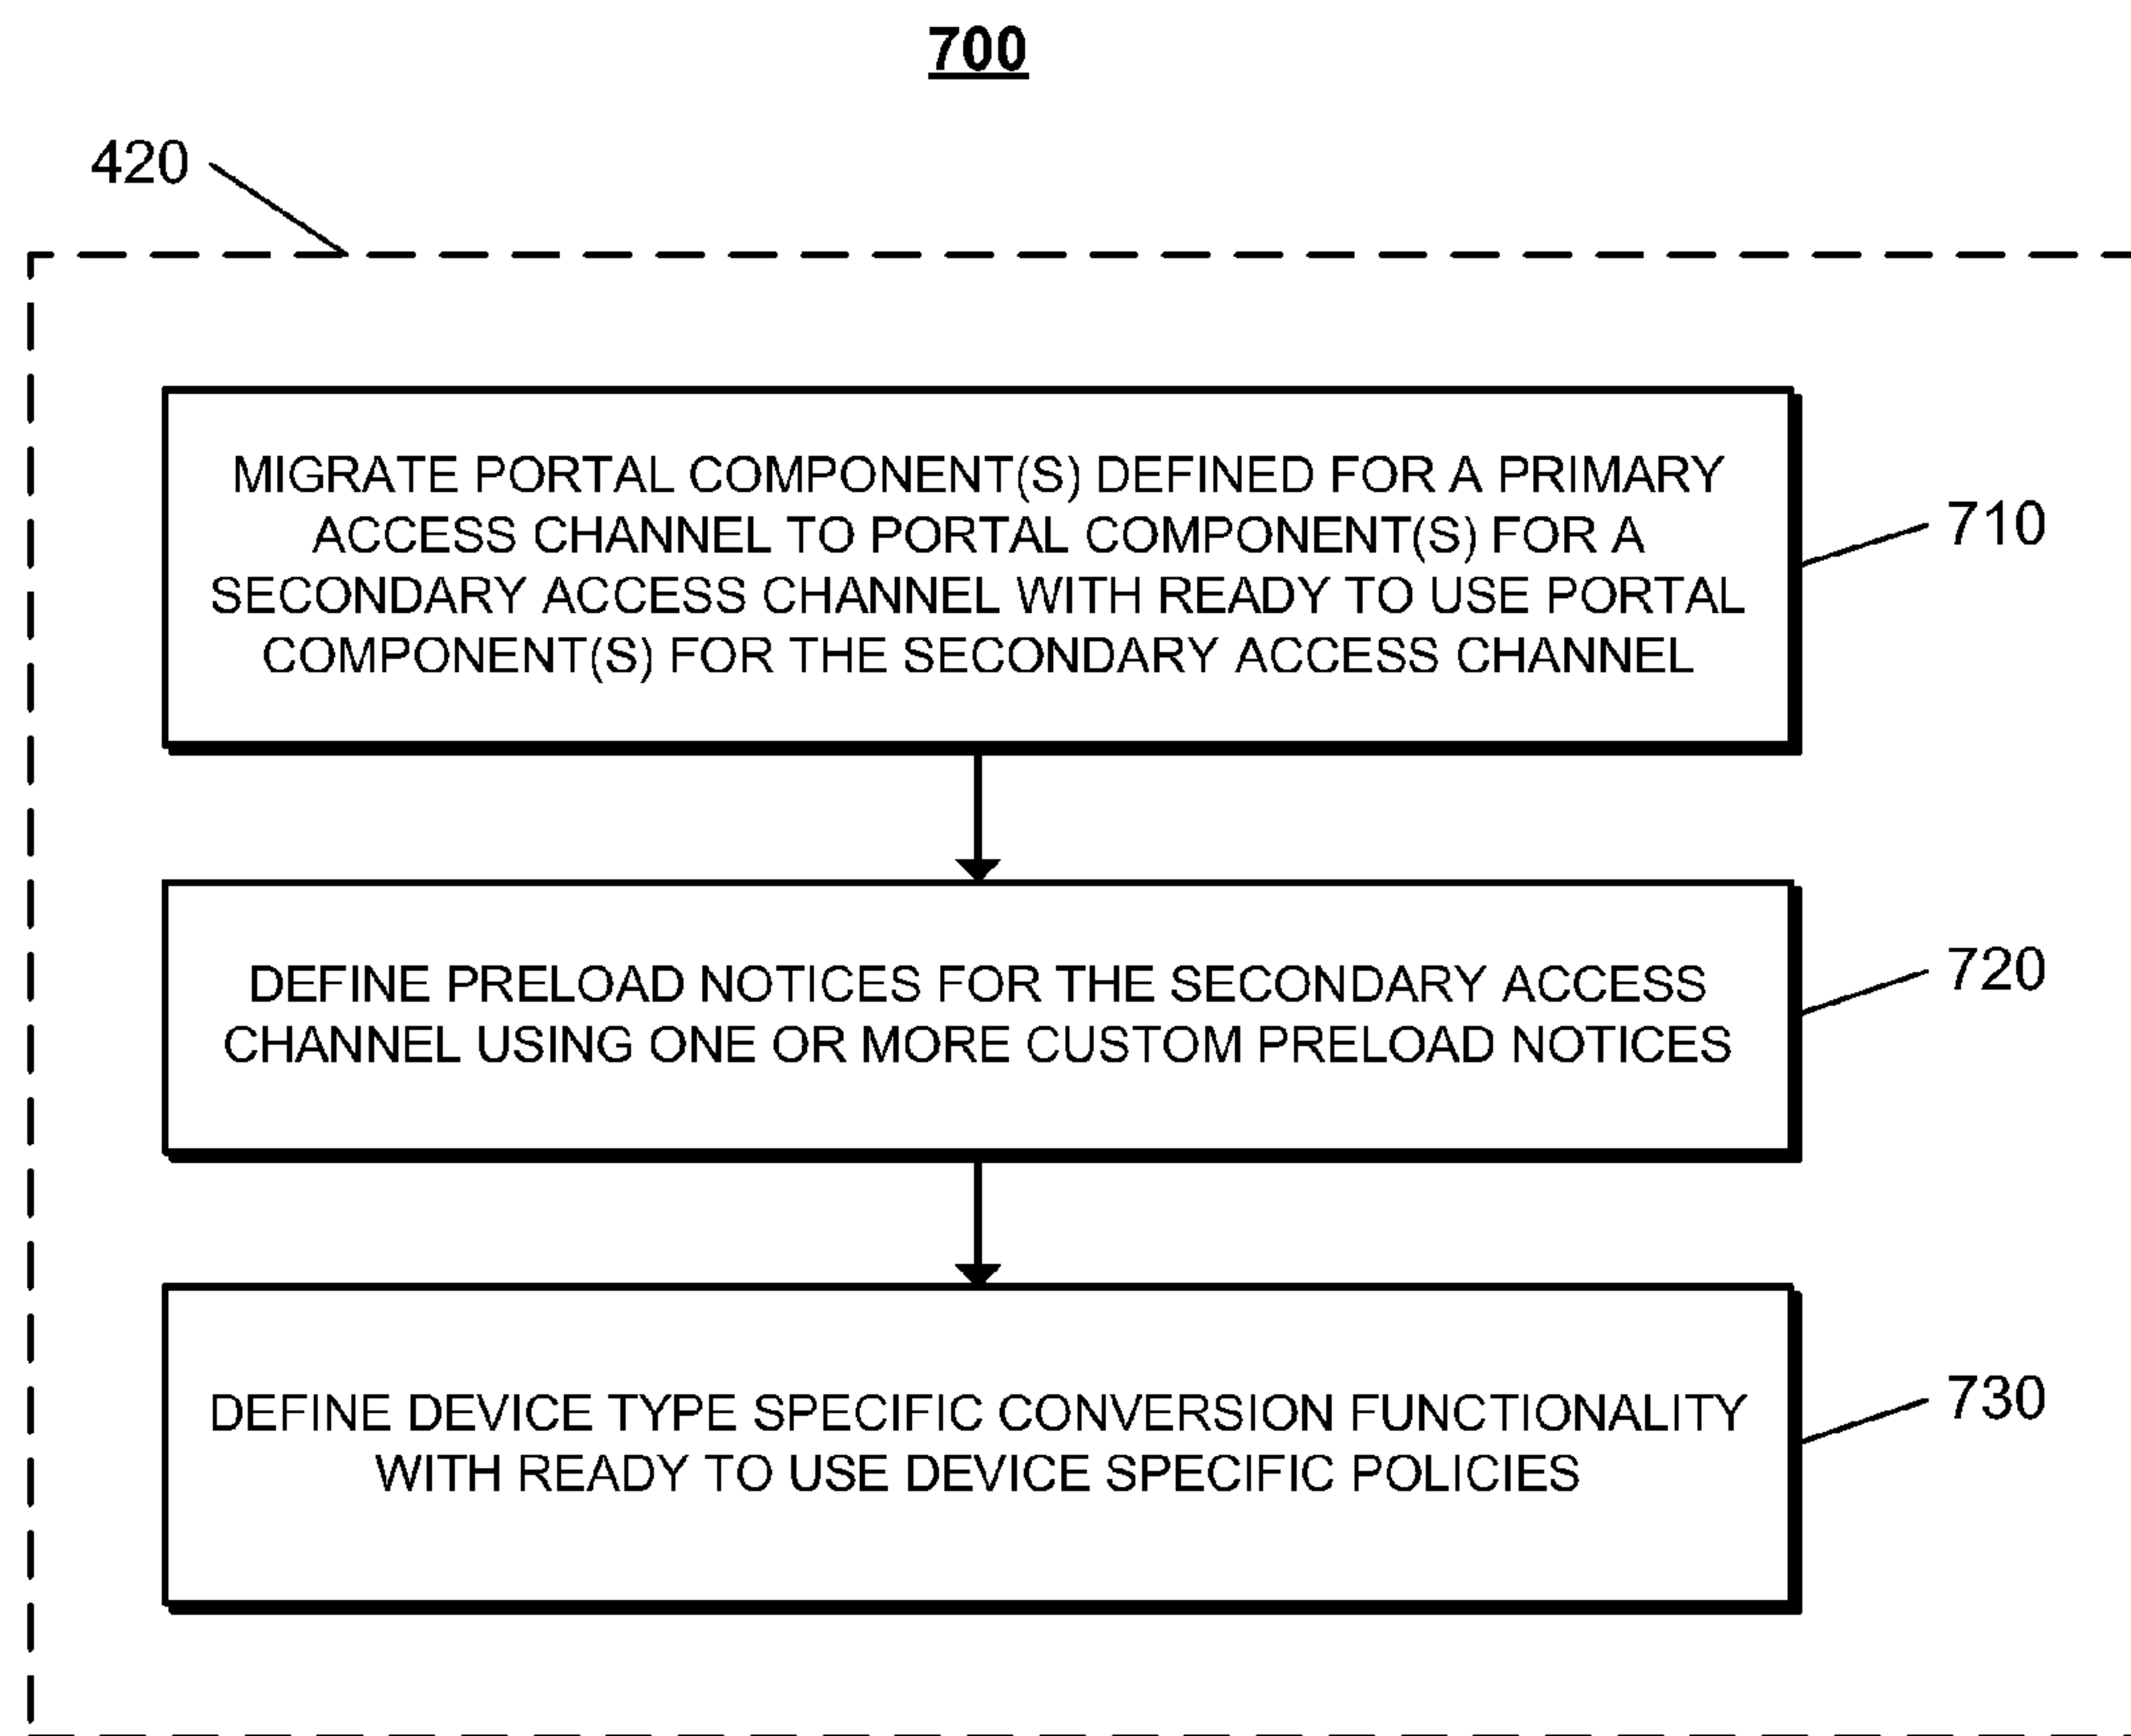 700
420
MIGRATE PORTAL COMPONENT(S) DEFINED FOR A PRIMARY
ACCESS CHANNEL TO PORTAL COMPONENT(S) FOR A
SECONDARY ACCESS CHANNEL WITH READY TO USE PORTAL
COMPONENT(S) FOR THE SECONDARY ACCESS CHANNEL
710
DEFINE PRELOAD NOTICES FOR THE SECONDARY ACCESS
CHANNEL USING ONE OR MORE CUSTOM PRELOAD NOTICES
720
DEFINE DEVICE TYPE SPECIFIC CONVERSION FUNCTIONALITY
WITH READY TO USE DEVICE SPECIFIC POLICIES
730